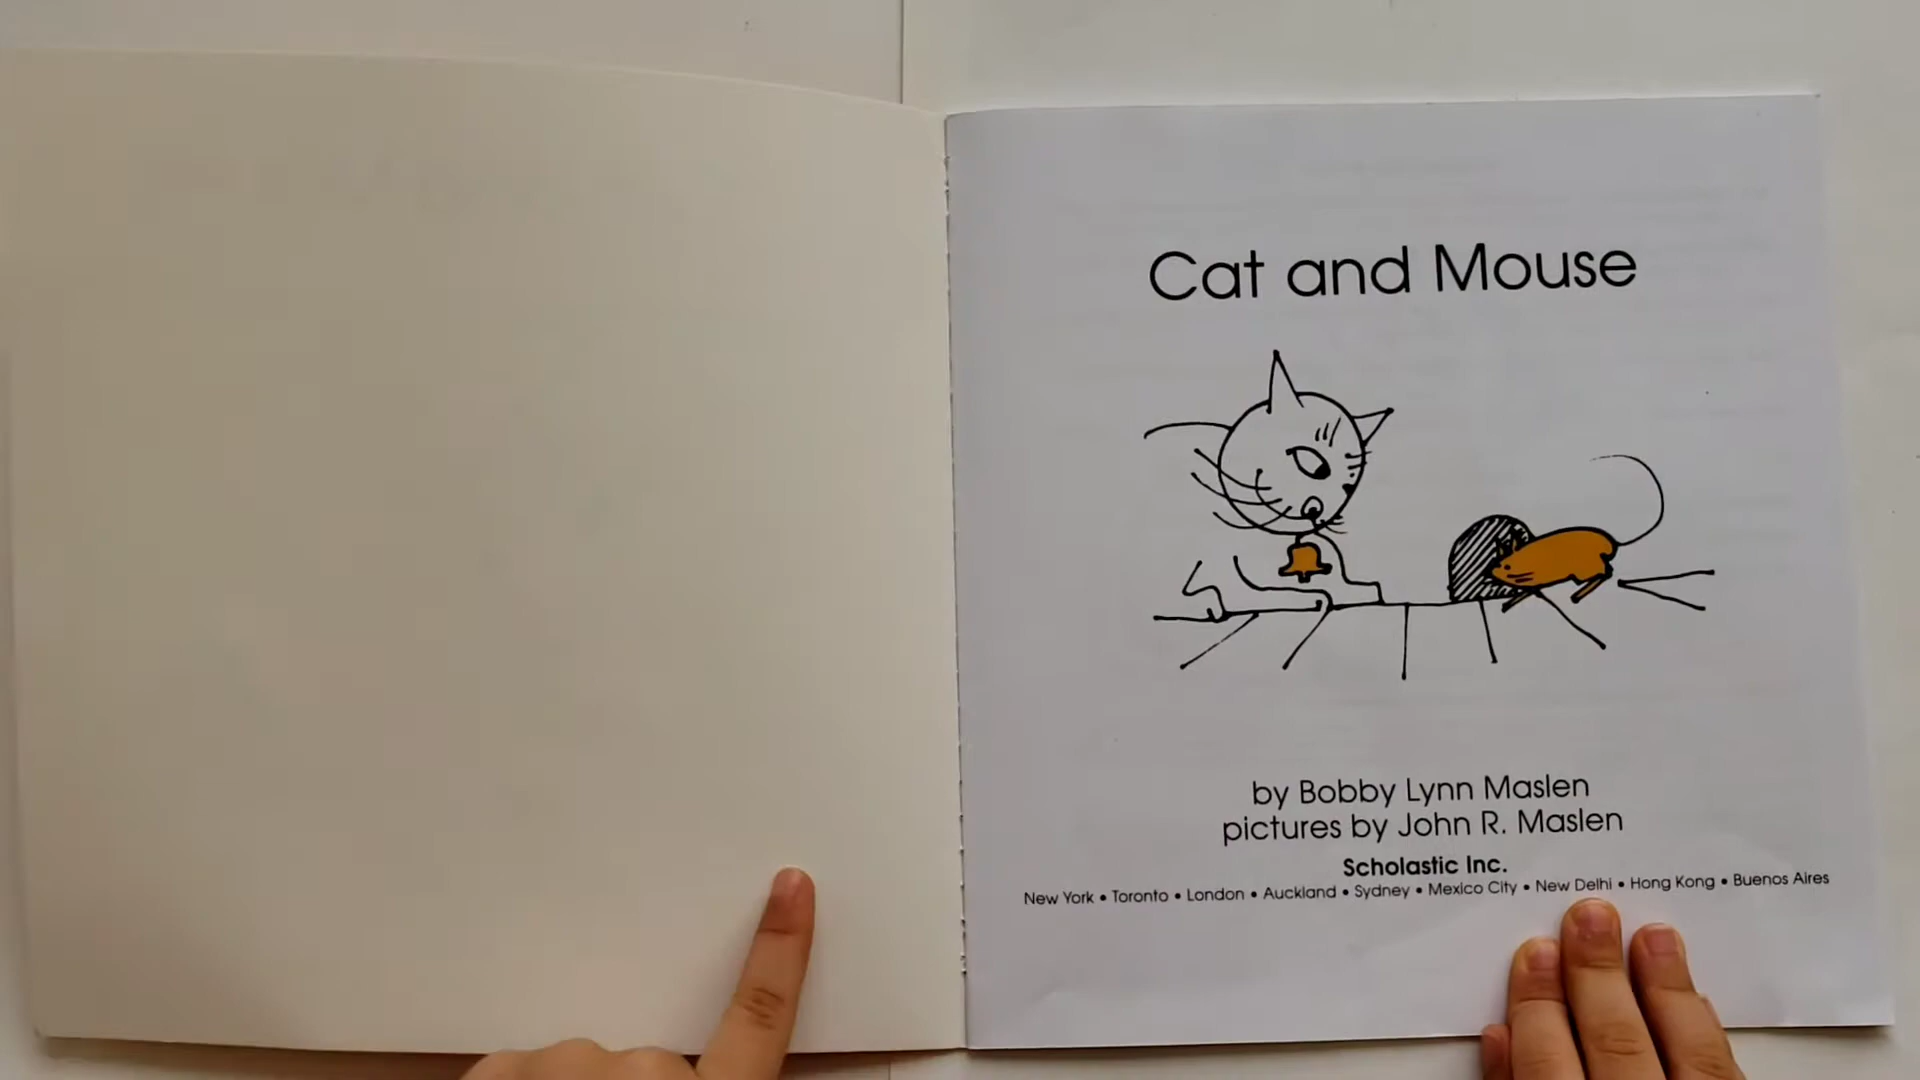 Cat and Mouse
by Bobby Lynn Maslen
pictures by John R. Maslen
Scholastic Inc.
New York • Toronto • London • Auckland • Sydney • Mexico City • New Delhi • Hong Kong • Buenos Aires